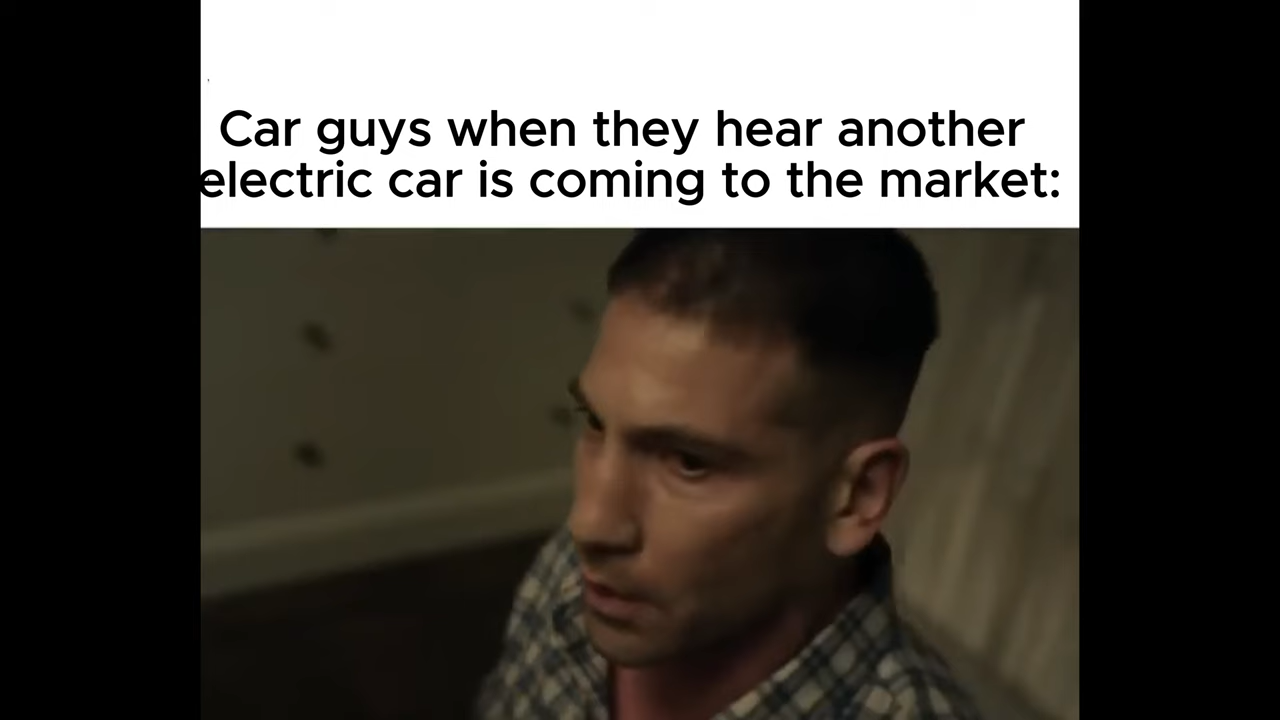 Car guys when they hear another
electric car is coming to the market: